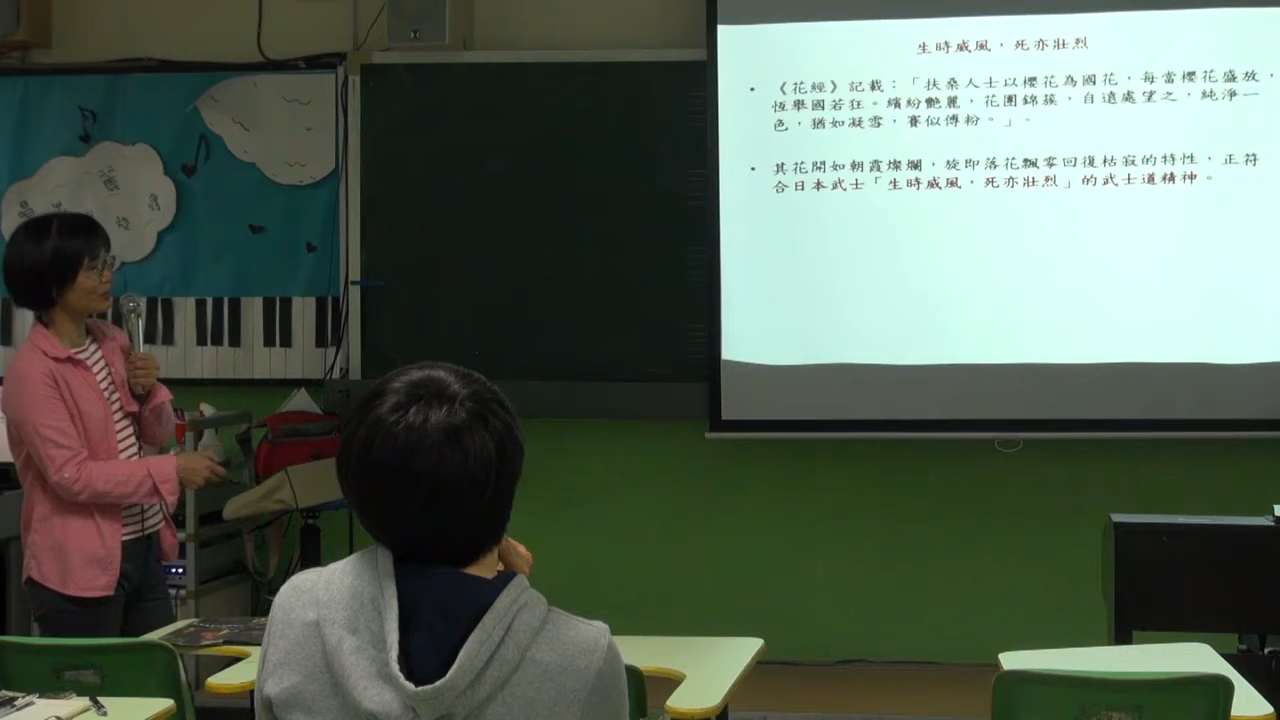 生時威風，死亦壯烈
• 《花經》記載：「扶桑人士以櫻花為國花，每當櫻花盛放，
恆舉國若狂。繽紛艷麗，花團錦簇，自遠處望之，純淨一
色，猶如凝雪，賽似傅粉。」。
• 其花開如朝霞燦爛，旋即落花飄零回復枯寂的特性，正符
合日本武士「生時威風，死亦壯烈」的武士道精神。